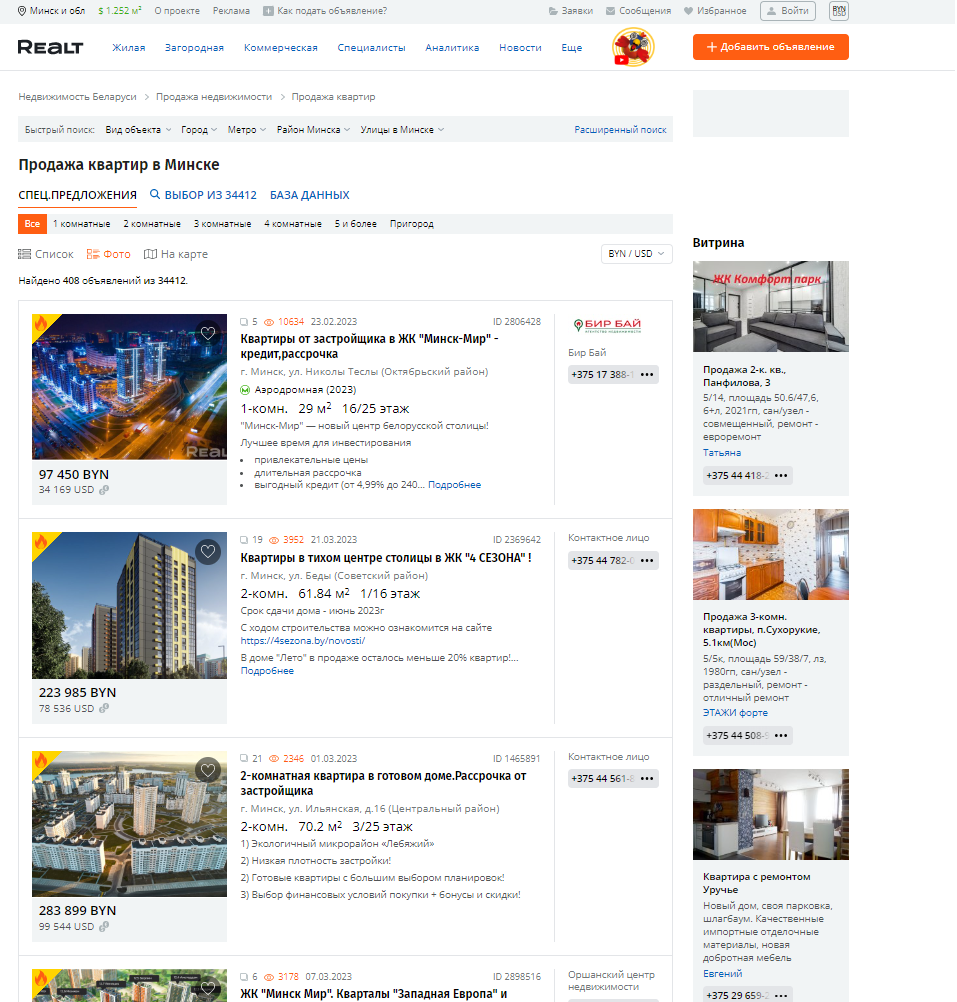 Минск и обл
$ 1.252 м²
О проекте
Реклама
Как подать объявление?
Заявки
Сообщения
Избранное
Войти
BYN
USD
REALT
Жилая
Загородная
Коммерческая
Специалисты
Аналитика
Новости
Еще
Добавить объявление
Недвижимость Беларуси > Продажа недвижимости > Продажа квартир
Быстрый поиск: Вид объекта Город Метро Район Минска Улицы в Минске
Расширенный поиск
Продажа квартир в Минске
СПЕЦ.ПРЕДЛОЖЕНИЯ
ВЫБОР ИЗ 34412
БАЗА ДАННЫХ
Все 1 комнатные 2 комнатные 3 комнатные 4 комнатные 5 и более Пригород
Список Фото На карте
BYN / USD
Найдено 408 объявлений из 34412.
REALT
97 450 BYN
34 169 USD
5 10634 23.02.2023
ID 2806428
Квартиры от застройщика в ЖК "Минск-Мир" -
кредит,рассрочка
г. Минск, ул. Николы Теслы (Октябрьский район)
Аэродромная (2023)
1-комн. 29 м² 16/25 этаж
"Минск-Мир" — новый центр белорусской столицы!
Лучшее время для инвестирования
• привлекательные цены
• длительная рассрочка
• выгодный кредит (от 4,99% до 240... Подробнее
БИР БАЙ
АГЕНТСТВО НЕДВИЖИМОСТИ
Бир Бай
+375 17 388-1 •••
223 985 BYN
78 536 USD
19 3952 21.03.2023
ID 2369642
Квартиры в тихом центре столицы в ЖК "4 СЕЗОНА" !
г. Минск, ул. Беды (Советский район)
2-комн. 61.84 м² 1/16 этаж
Срок сдачи дома - июнь 2023г
С ходом строительства можно ознакомится на сайте
https://4sezona.by/novosti/
В доме "Лето" в продаже осталось меньше 20% квартир!...
Подробнее
Контактное лицо
+375 44 782- •••
283 899 BYN
99 544 USD
21 2346 01.03.2023
ID 1465891
2-комнатная квартира в готовом доме.Рассрочка от
застройщика
г. Минск, ул. Ильянская, д.16 (Центральный район)
2-комн. 70.2 м² 3/25 этаж
1) Экологичный микрорайон «Лебяжий»
2) Низкая плотность застройки!
2) Готовые квартиры с большим выбором планировок!
3) Выбор финансовых условий покупки + бонусы и скидки!
Контактное лицо
+375 44 561- •••
6 3178 07.03.2023
ID 2898516
ЖК "Минск Мир". Кварталы "Западная Европа" и
Оршанский центр
недвижимости
Витрина
ЖК Комфорт парк
Продажа 2-к. кв.,
Панфилова, 3
5/14, площадь 50.6/47,6,
6+л, 2021гп, сан/узел -
совмещенный, ремонт -
евроремонт
Татьяна
+375 44 418- •••
Продажа 3-комн.
квартиры, п.Сухорукие,
5.1км(Мос)
5/5к, площадь 59/38/7, лз,
1980гп, сан/узел -
раздельный, ремонт -
отличный ремонт
ЭТАЖИ форте
+375 44 508- •••
Квартира с ремонтом
Уручье
Новый дом, своя парковка,
шлагбаум. Качественные
импортные отделочные
материалы, новая
добротная мебель
Евгений
+375 29 659- •••